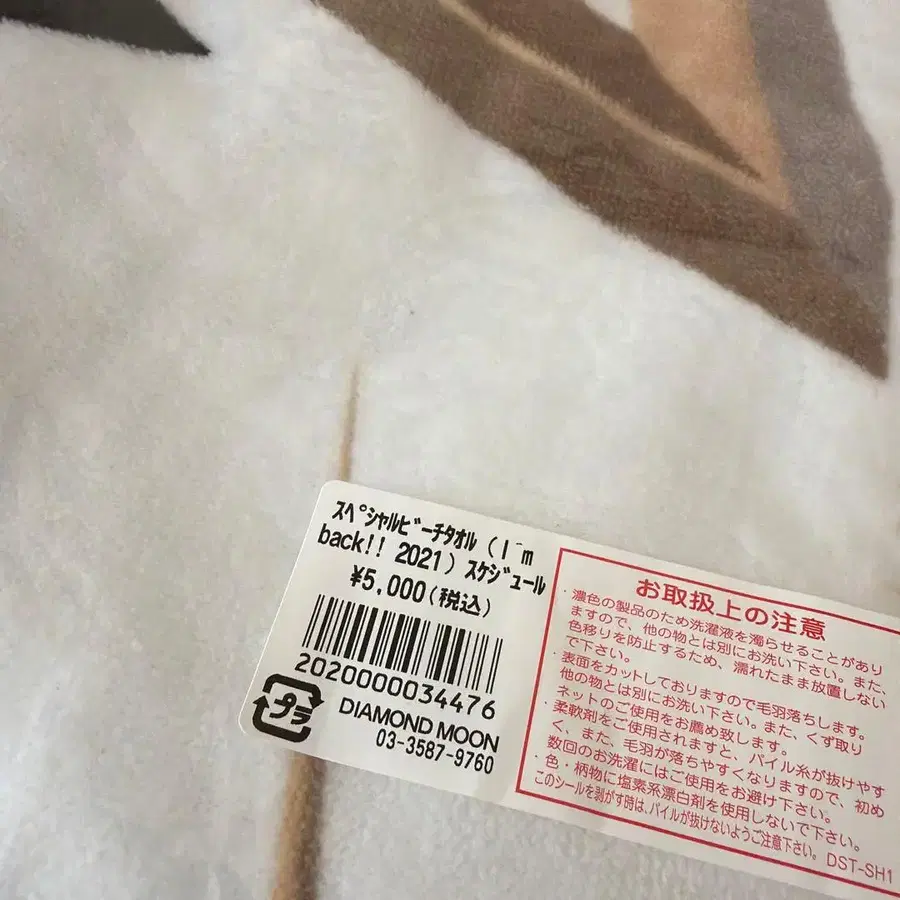 スペシャルビーチタオル（I´m
back!! 2021）スケジュール
¥5,000(税込)
2020000034476
プラ
DIAMOND MOON
03-3587-9760
お取扱上の注意
・濃色の製品のため洗濯液を濁らせることがあり
ますので、他の物とは別にお洗い下さい。また、
色移りを防止するため、濡れたまま放置しない
で下さい。
・表面をカットしておりますので毛羽落ちします。
他の物とは別にお洗い下さい。また、くず取り
ネットのご使用をお薦め致します。
・柔軟剤をご使用されますと、パイル糸が抜けやす
く、また、毛羽が落ちやすくなりますので、初め
数回のお洗濯にはご使用をお避け下さい。
・色・柄物に塩素系漂白剤を使用しないで下さい。
このシールを剥がす時は、パイルが抜けないようご注意下さい。DST-SH1